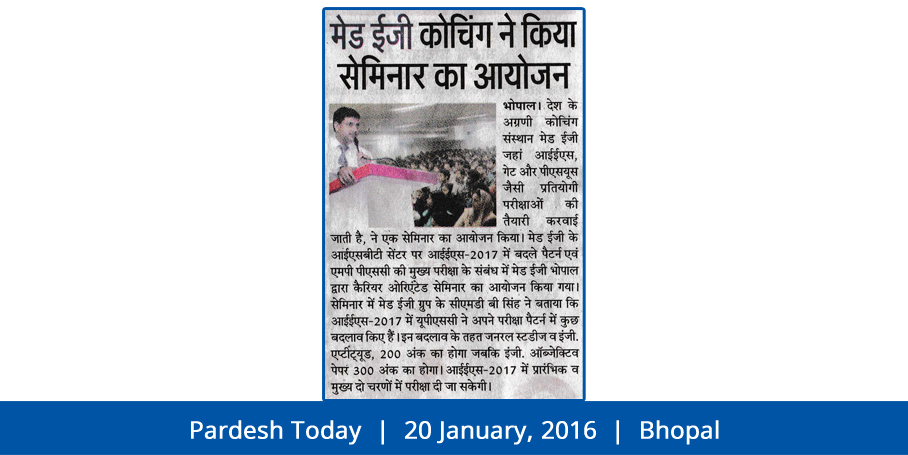 मेड ईजी कोचिंग ने किया
सेमिनार का आयोजन
भोपाल। देश के
अग्रणी कोचिंग
संस्थान मेड ईजी
जहां आईईएस,
गेट और पीएसयूस
जैसी प्रतियोगी
परीक्षाओं की
तैयारी करवाई
जाती है, ने एक सेमिनार का आयोजन किया। मेड ईजी के
आईएसबीटी सेंटर पर आईईएस-2017 में बदले पैटर्न एवं
एमपी पीएससी की मुख्य परीक्षा के संबंध में मेड ईजी भोपाल
द्वारा कैरियर ओरिएंटेड सेमिनार का आयोजन किया गया।
सेमिनार में मेड ईजी ग्रुप के सीएमडी बी सिंह ने बताया कि
आईईएस-2017 में यूपीएससी ने अपने परीक्षा पैटर्न में कुछ
बदलाव किए हैं। इन बदलाव के तहत जनरल स्टडीज व इंजी.
एप्टीट्यूड, 200 अंक का होगा जबकि इंजी. ऑब्जेक्टिव
पेपर 300 अंक का होगा। आईईएस-2017 में प्रारंभिक व
मुख्य दो चरणों में परीक्षा दी जा सकेगी।
Pardesh Today | 20 January, 2016 | Bhopal